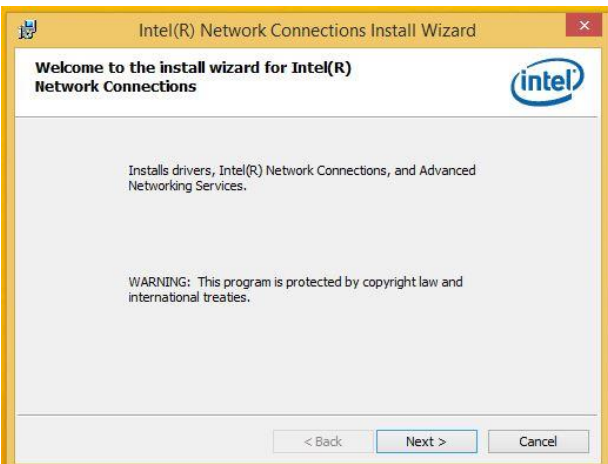 Intel(R) Network Connections Install Wizard
Welcome to the install wizard for Intel(R)
Network Connections
intel
Installs drivers, Intel(R) Network Connections, and Advanced
Networking Services.
WARNING: This program is protected by copyright law and
international treaties.
< Back
Next >
Cancel